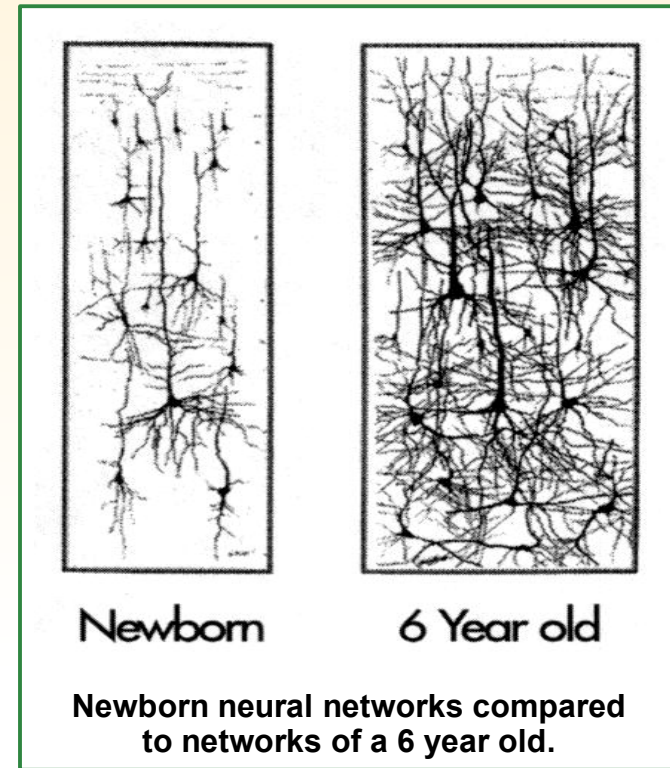 Newborn
6 Year old
Newborn neural networks compared
to networks of a 6 year old.